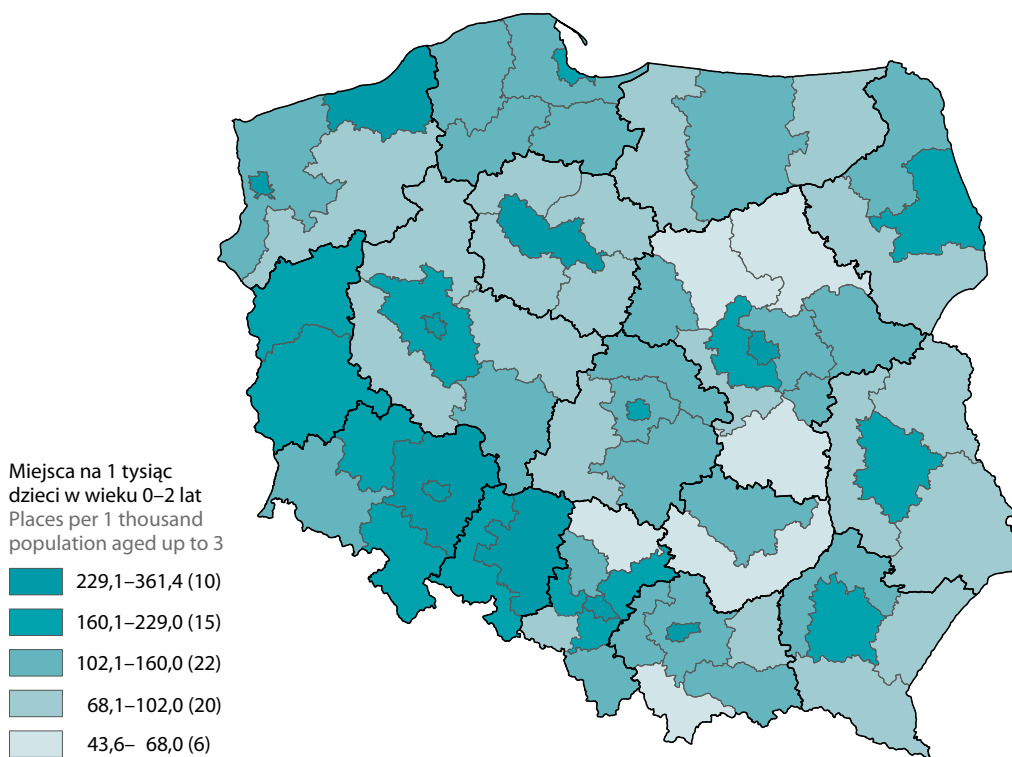 Miejsca na 1 tysiąc
dzieci w wieku 0–2 lat
Places per 1 thousand
population aged up to 3
229,1–361,4 (10)
160,1–229,0 (15)
102,1–160,0 (22)
68,1–102,0 (20)
43,6– 68,0 (6)